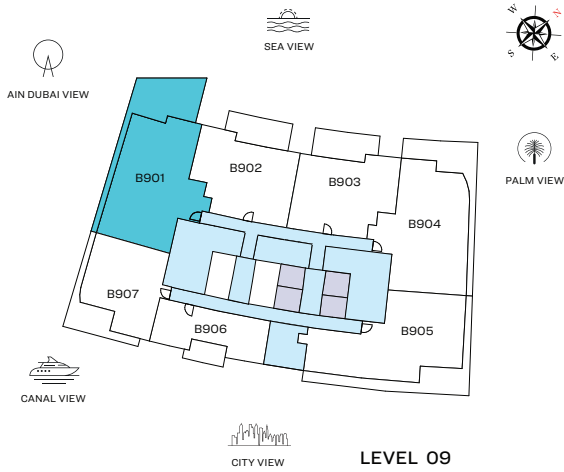 SEA VIEW
W
N
S
E
AIN DUBAI VIEW
PALM VIEW
B901
B902
B903
B904
B907
B906
B905
CANAL VIEW
CITY VIEW
LEVEL 09